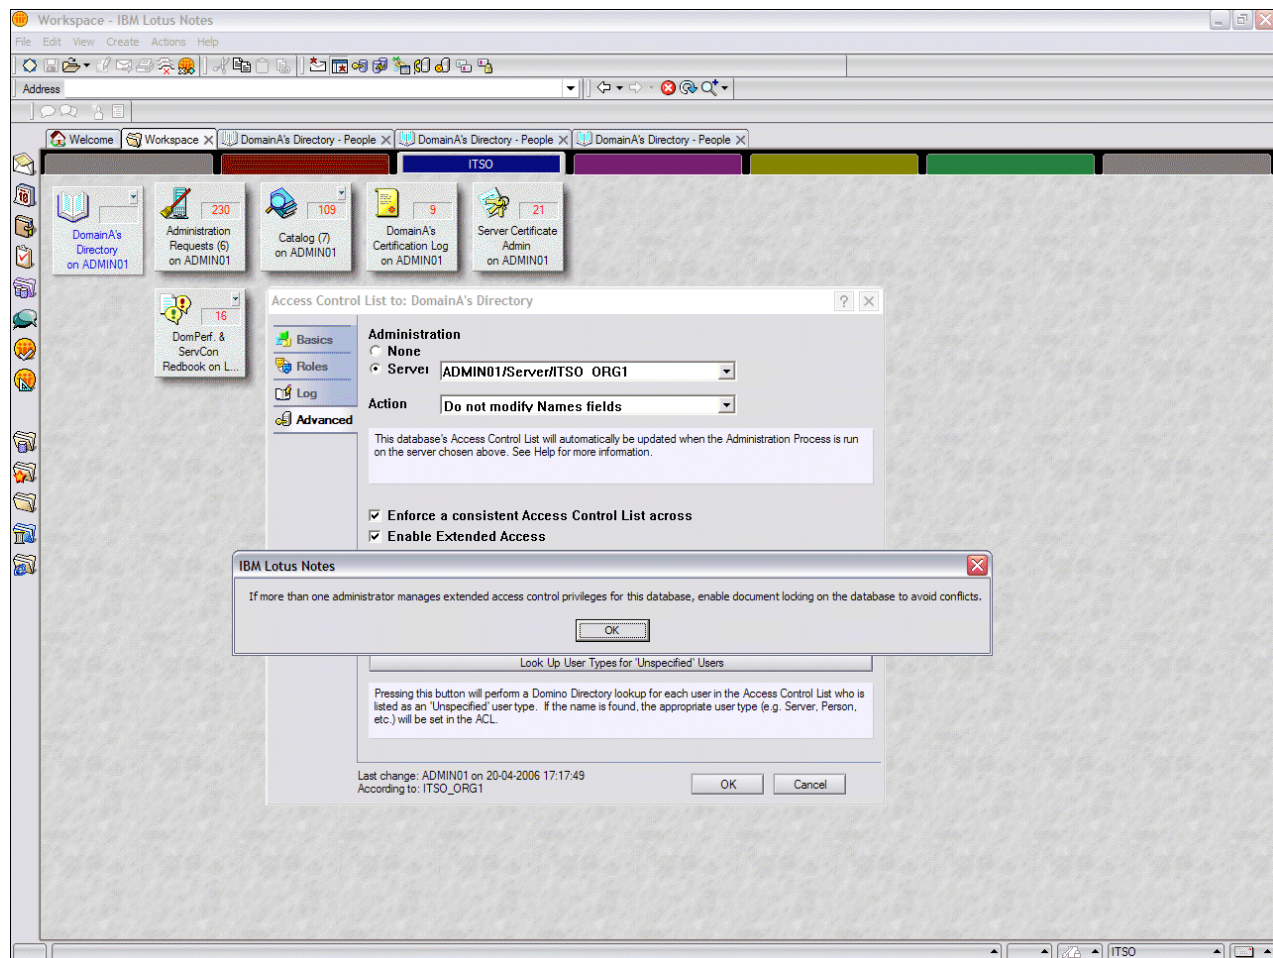 Workspace - IBM Lotus Notes
File Edit View Create Actions Help
Address
Welcome Workspace DomainA's Directory - People DomainA's Directory - People DomainA's Directory - People
ITSO
DomainA's
Directory
on ADMIN01
230
Administration
Requests (6)
on ADMIN01
109
Catalog (7)
on ADMIN01
9
DomainA's
Certification Log
on ADMIN01
21
Server Certificate
Admin
on ADMIN01
16
DomPerf. &
ServCon
Redbook on L...
Access Control List to: DomainA's Directory
Basics
Roles
Log
Advanced
Administration
None
Server ADMIN01/Server/ITSO_ORG1
Action Do not modify Names fields
This database's Access Control List will automatically be updated when the Administration Process is run
on the server chosen above. See Help for more information.
Enforce a consistent Access Control List across
Enable Extended Access
IBM Lotus Notes
If more than one administrator manages extended access control privileges for this database, enable document locking on the database to avoid conflicts.
OK
Look Up User Types for 'Unspecified' Users
Pressing this button will perform a Domino Directory lookup for each user in the Access Control List who is
listed as an 'Unspecified' user type. If the name is found, the appropriate user type (e.g. Server, Person,
etc.) will be set in the ACL.
Last change: ADMIN01 on 20-04-2006 17:17:49
According to: ITSO_ORG1
OK Cancel
ITSO